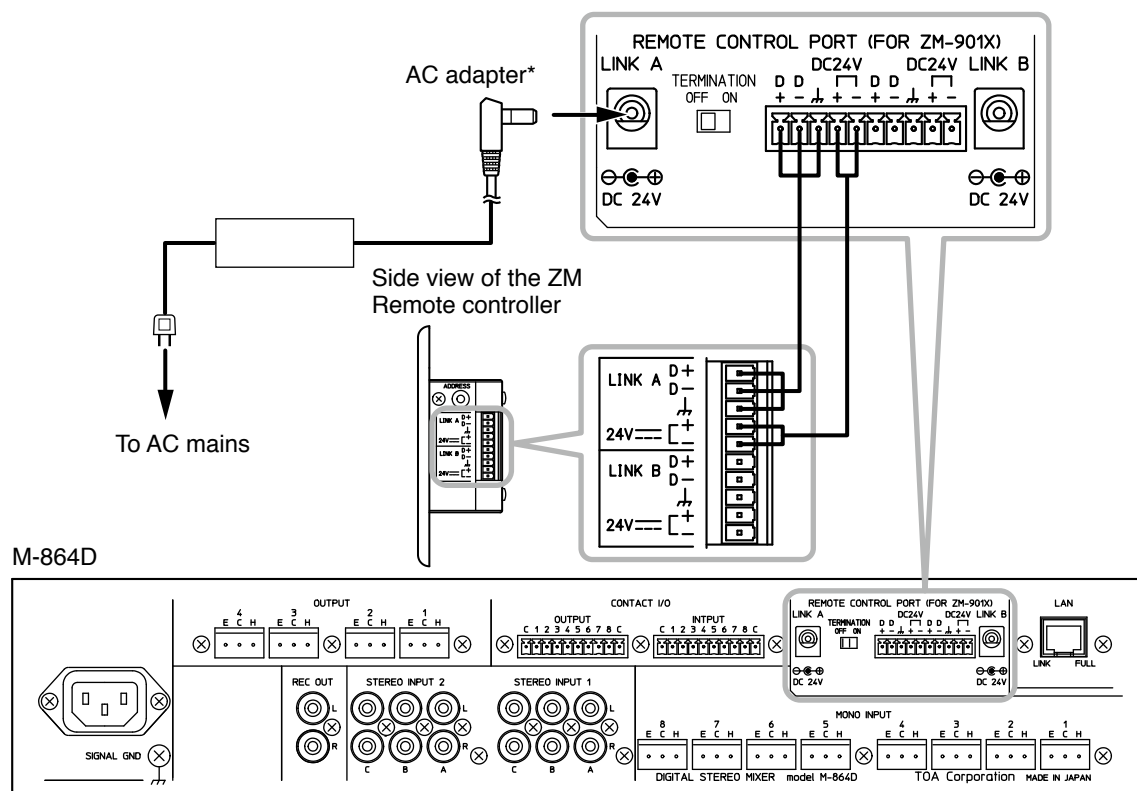 REMOTE CONTROL PORT (FOR ZM-901X)
LINK A
DC24V
DC24V
LINK B
TERMINATION
OFF ON
D D
+ − + −
D D
+ − + −
DC 24V
DC 24V
AC adapter*
Side view of the ZM
Remote controller
To AC mains
ADDRESS
LINK A D+
D−
24V
+
−
LINK B D+
D−
24V
+
−
LINK A D+
D−
24V
+
−
LINK B D+
D−
24V
+
−
M-864D
OUTPUT
4 3 2 1
E C H E C H E C H E C H
CONTACT I/O
OUTPUT
C 1 2 3 4 5 6 7 8 C
INTPUT
C 1 2 3 4 5 6 7 8 C
REMOTE CONTROL PORT (FOR ZM-901X)
LINK A
DC24V
DC24V
LINK B
TERMINATION
OFF ON
D D
+ − + −
D D
+ − + −
DC 24V
DC 24V
LAN
LINK FULL
REC OUT
L
R
STEREO INPUT 2
L
R
C B A
STEREO INPUT 1
L
R
C B A
MONO INPUT
8 7 6 5 4 3 2 1
E C H E C H E C H E C H E C H E C H E C H E C H
SIGNAL GND
DIGITAL STEREO MIXER model M-864D TOA Corporation MADE IN JAPAN